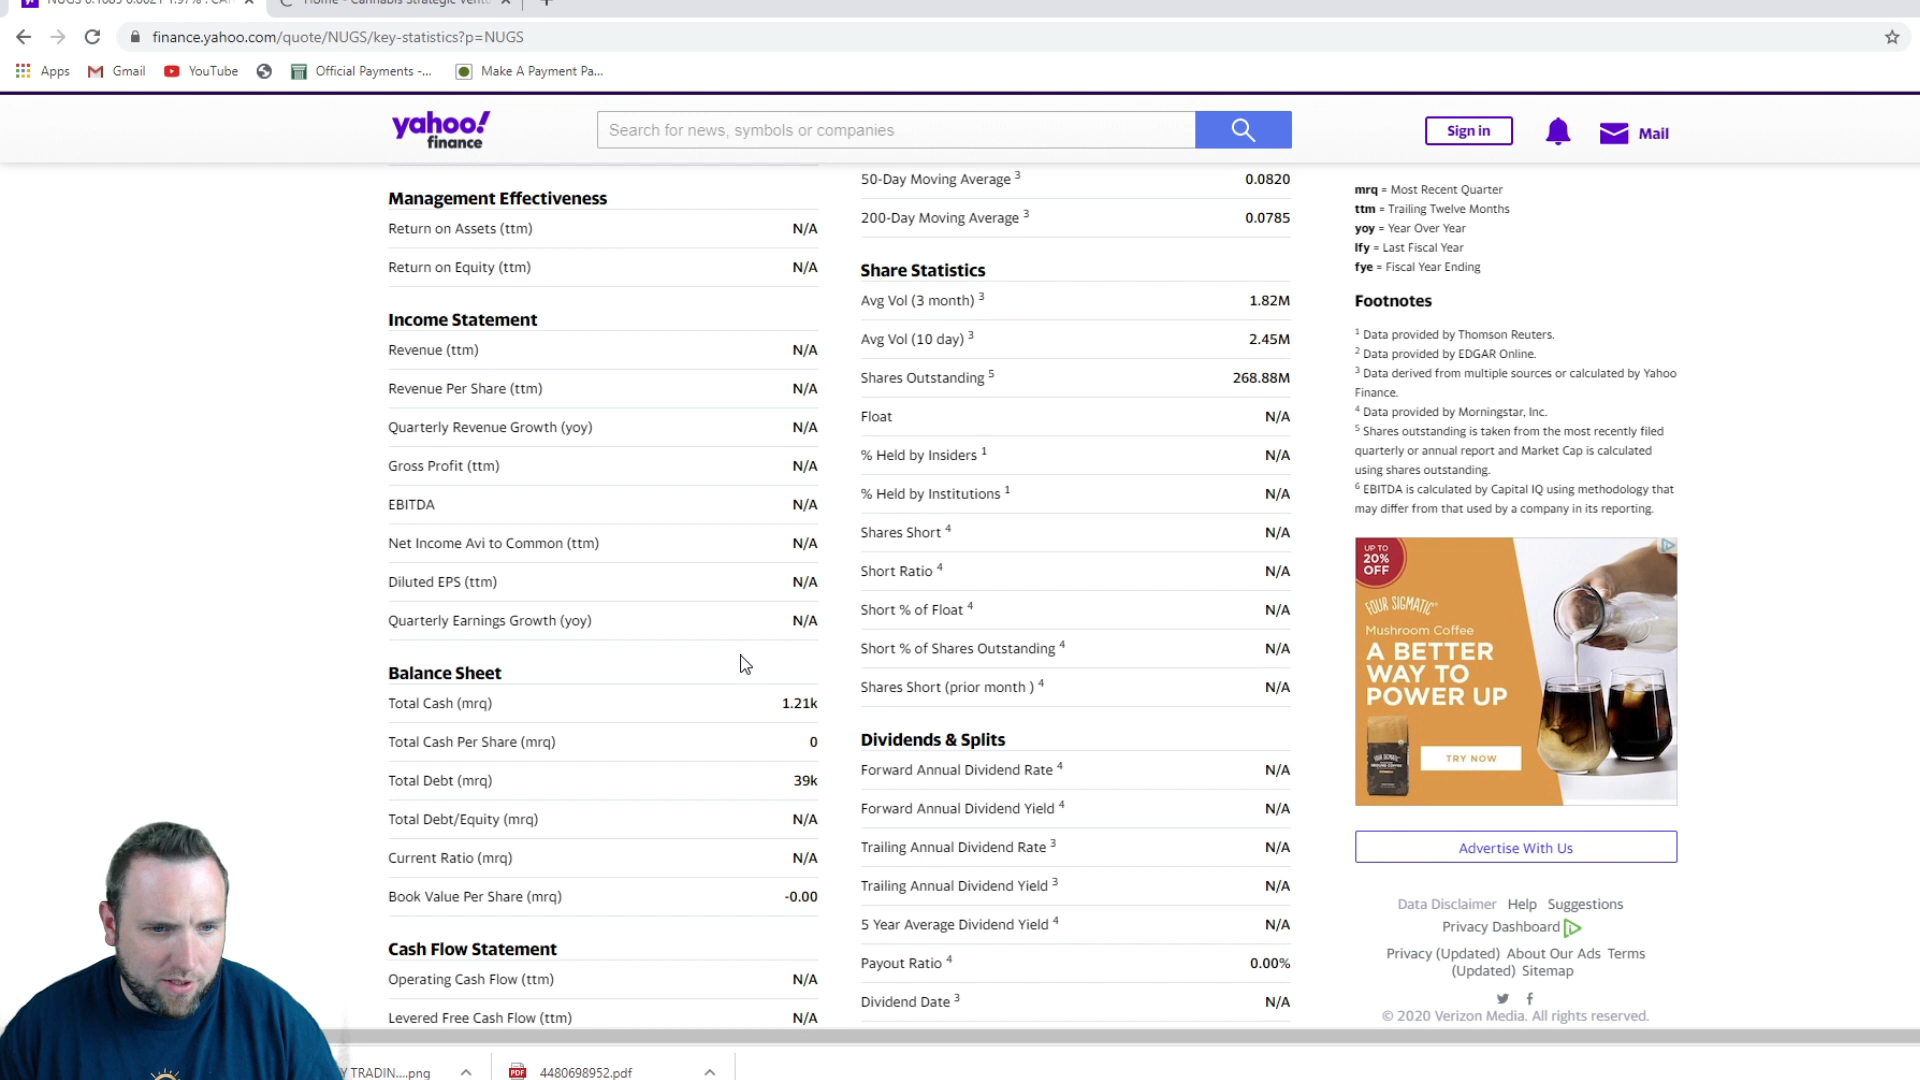 finance.yahoo.com/quote/NUGS/key-statistics?p=NUGS
Apps Gmail YouTube Official Payments -... Make A Payment Pa...
yahoo!
finance
Search for news, symbols or companies
Sign in
Mail
Management Effectiveness
Return on Assets (ttm) N/A
Return on Equity (ttm) N/A
Income Statement
Revenue (ttm) N/A
Revenue Per Share (ttm) N/A
Quarterly Revenue Growth (yoy) N/A
Gross Profit (ttm) N/A
EBITDA N/A
Net Income Avi to Common (ttm) N/A
Diluted EPS (ttm) N/A
Quarterly Earnings Growth (yoy) N/A
Balance Sheet
Total Cash (mrq) 1.21k
Total Cash Per Share (mrq) 0
Total Debt (mrq) 39k
Total Debt/Equity (mrq) N/A
Current Ratio (mrq) N/A
Book Value Per Share (mrq) -0.00
Cash Flow Statement
Operating Cash Flow (ttm) N/A
Levered Free Cash Flow (ttm) N/A
50-Day Moving Average 3 0.0820
200-Day Moving Average 3 0.0785
Share Statistics
Avg Vol (3 month) 3 1.82M
Avg Vol (10 day) 3 2.45M
Shares Outstanding 5 268.88M
Float N/A
% Held by Insiders 1 N/A
% Held by Institutions 1 N/A
Shares Short 4 N/A
Short Ratio 4 N/A
Short % of Float 4 N/A
Short % of Shares Outstanding 4 N/A
Shares Short (prior month ) 4 N/A
Dividends & Splits
Forward Annual Dividend Rate 4 N/A
Forward Annual Dividend Yield 4 N/A
Trailing Annual Dividend Rate 3 N/A
Trailing Annual Dividend Yield 3 N/A
5 Year Average Dividend Yield 4 N/A
Payout Ratio 4 0.00%
Dividend Date 3 N/A
mrq = Most Recent Quarter
ttm = Trailing Twelve Months
yoy = Year Over Year
lfy = Last Fiscal Year
fye = Fiscal Year Ending
Footnotes
1 Data provided by Thomson Reuters.
2 Data provided by EDGAR Online.
3 Data derived from multiple sources or calculated by Yahoo
Finance.
4 Data provided by Morningstar, Inc.
5 Shares outstanding is taken from the most recently filed
quarterly or annual report and Market Cap is calculated
using shares outstanding.
6 EBITDA is calculated by Capital IQ using methodology that
may differ from that used by a company in its reporting.
UP TO
20%
OFF
FOUR SIGMATIC
Mushroom Coffee
A BETTER
WAY TO
POWER UP
TRY NOW
Advertise With Us
Data Disclaimer Help Suggestions
Privacy Dashboard
Privacy (Updated) About Our Ads Terms
(Updated) Sitemap
© 2020 Verizon Media. All rights reserved.
Y TRADIN....png
PDF 4480698952.pdf